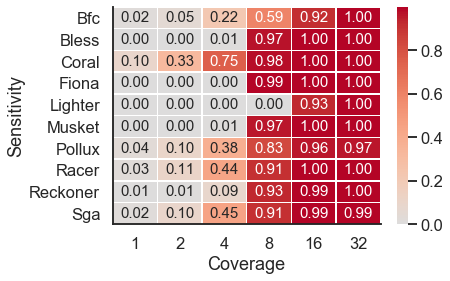 Bfc 0.02 0.05 0.22 0.59 0.92 1.00
Bless 0.00 0.00 0.01 0.97 1.00 1.00
Coral 0.10 0.33 0.75 0.98 1.00 1.00
Fiona 0.00 0.00 0.00 0.99 1.00 1.00
Lighter 0.00 0.00 0.00 0.00 0.93 1.00
Musket 0.00 0.00 0.01 0.97 1.00 1.00
Pollux 0.04 0.10 0.38 0.83 0.96 0.97
Racer 0.03 0.11 0.44 0.91 1.00 1.00
Reckoner 0.01 0.01 0.09 0.93 0.99 1.00
Sga 0.02 0.10 0.45 0.91 0.99 0.99
1 2 4 8 16 32
Coverage
Sensitivity
0.8
0.6
0.4
0.2
0.0